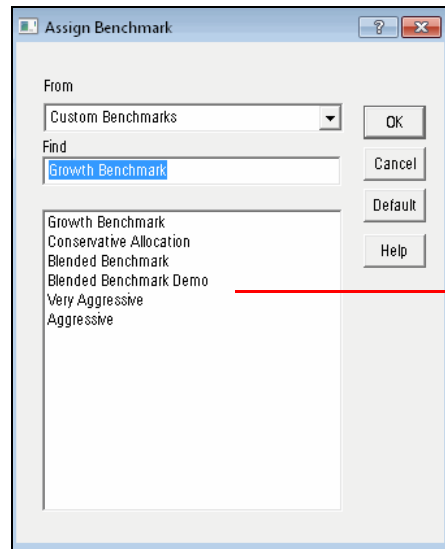 Assign Benchmark
?
From
Custom Benchmarks
OK
Find
Growth Benchmark
Cancel
Default
Help
Growth Benchmark
Conservative Allocation
Blended Benchmark
Blended Benchmark Demo
Very Aggressive
Aggressive